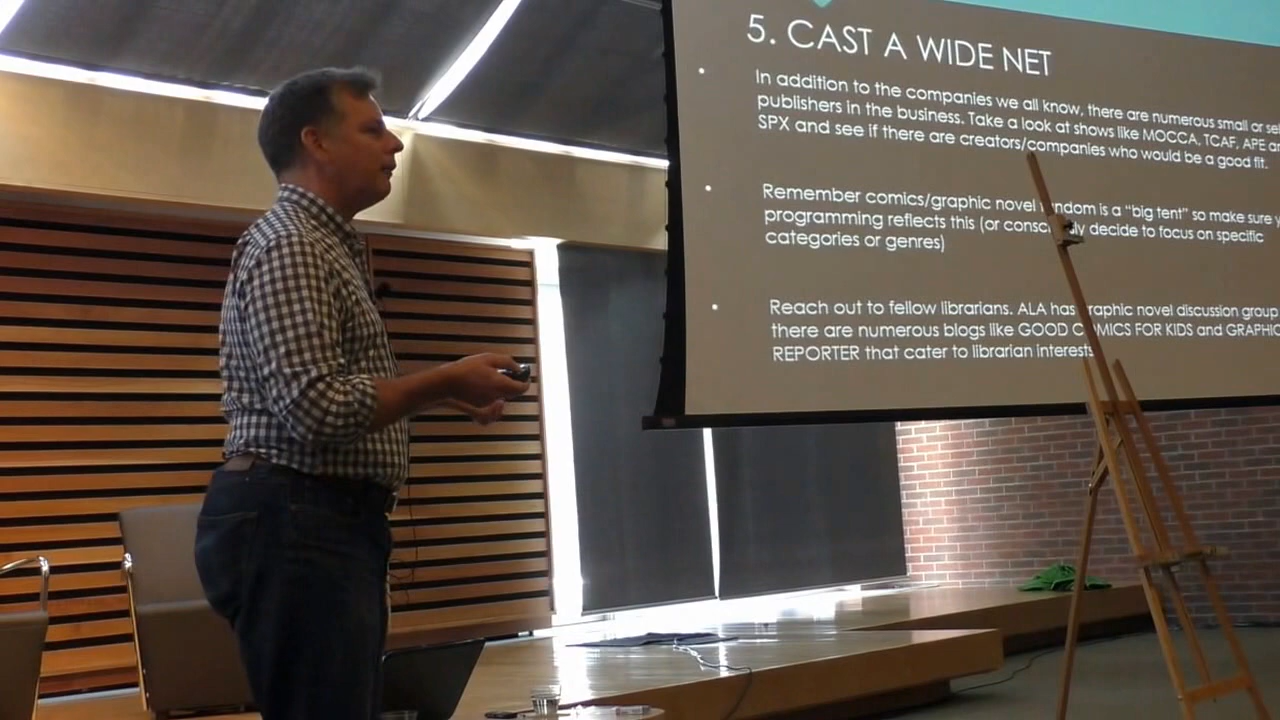 5. CAST A WIDE NET
In addition to the companies we all know, there are numerous small or
publishers in the business. Take a look at shows like MOCCA, TCAF, APE
SPX and see if there are creators/companies who would be a good fit.
Remember comics/graphic novel fandom is a "big tent" so make sure
programming reflects this (or consciously decide to focus on specific
categories or genres)
Reach out to fellow librarians. ALA has graphic novel discussion group
there are numerous blogs like GOOD COMICS FOR KIDS and GRAPHIC
REPORTER that cater to librarian interests.